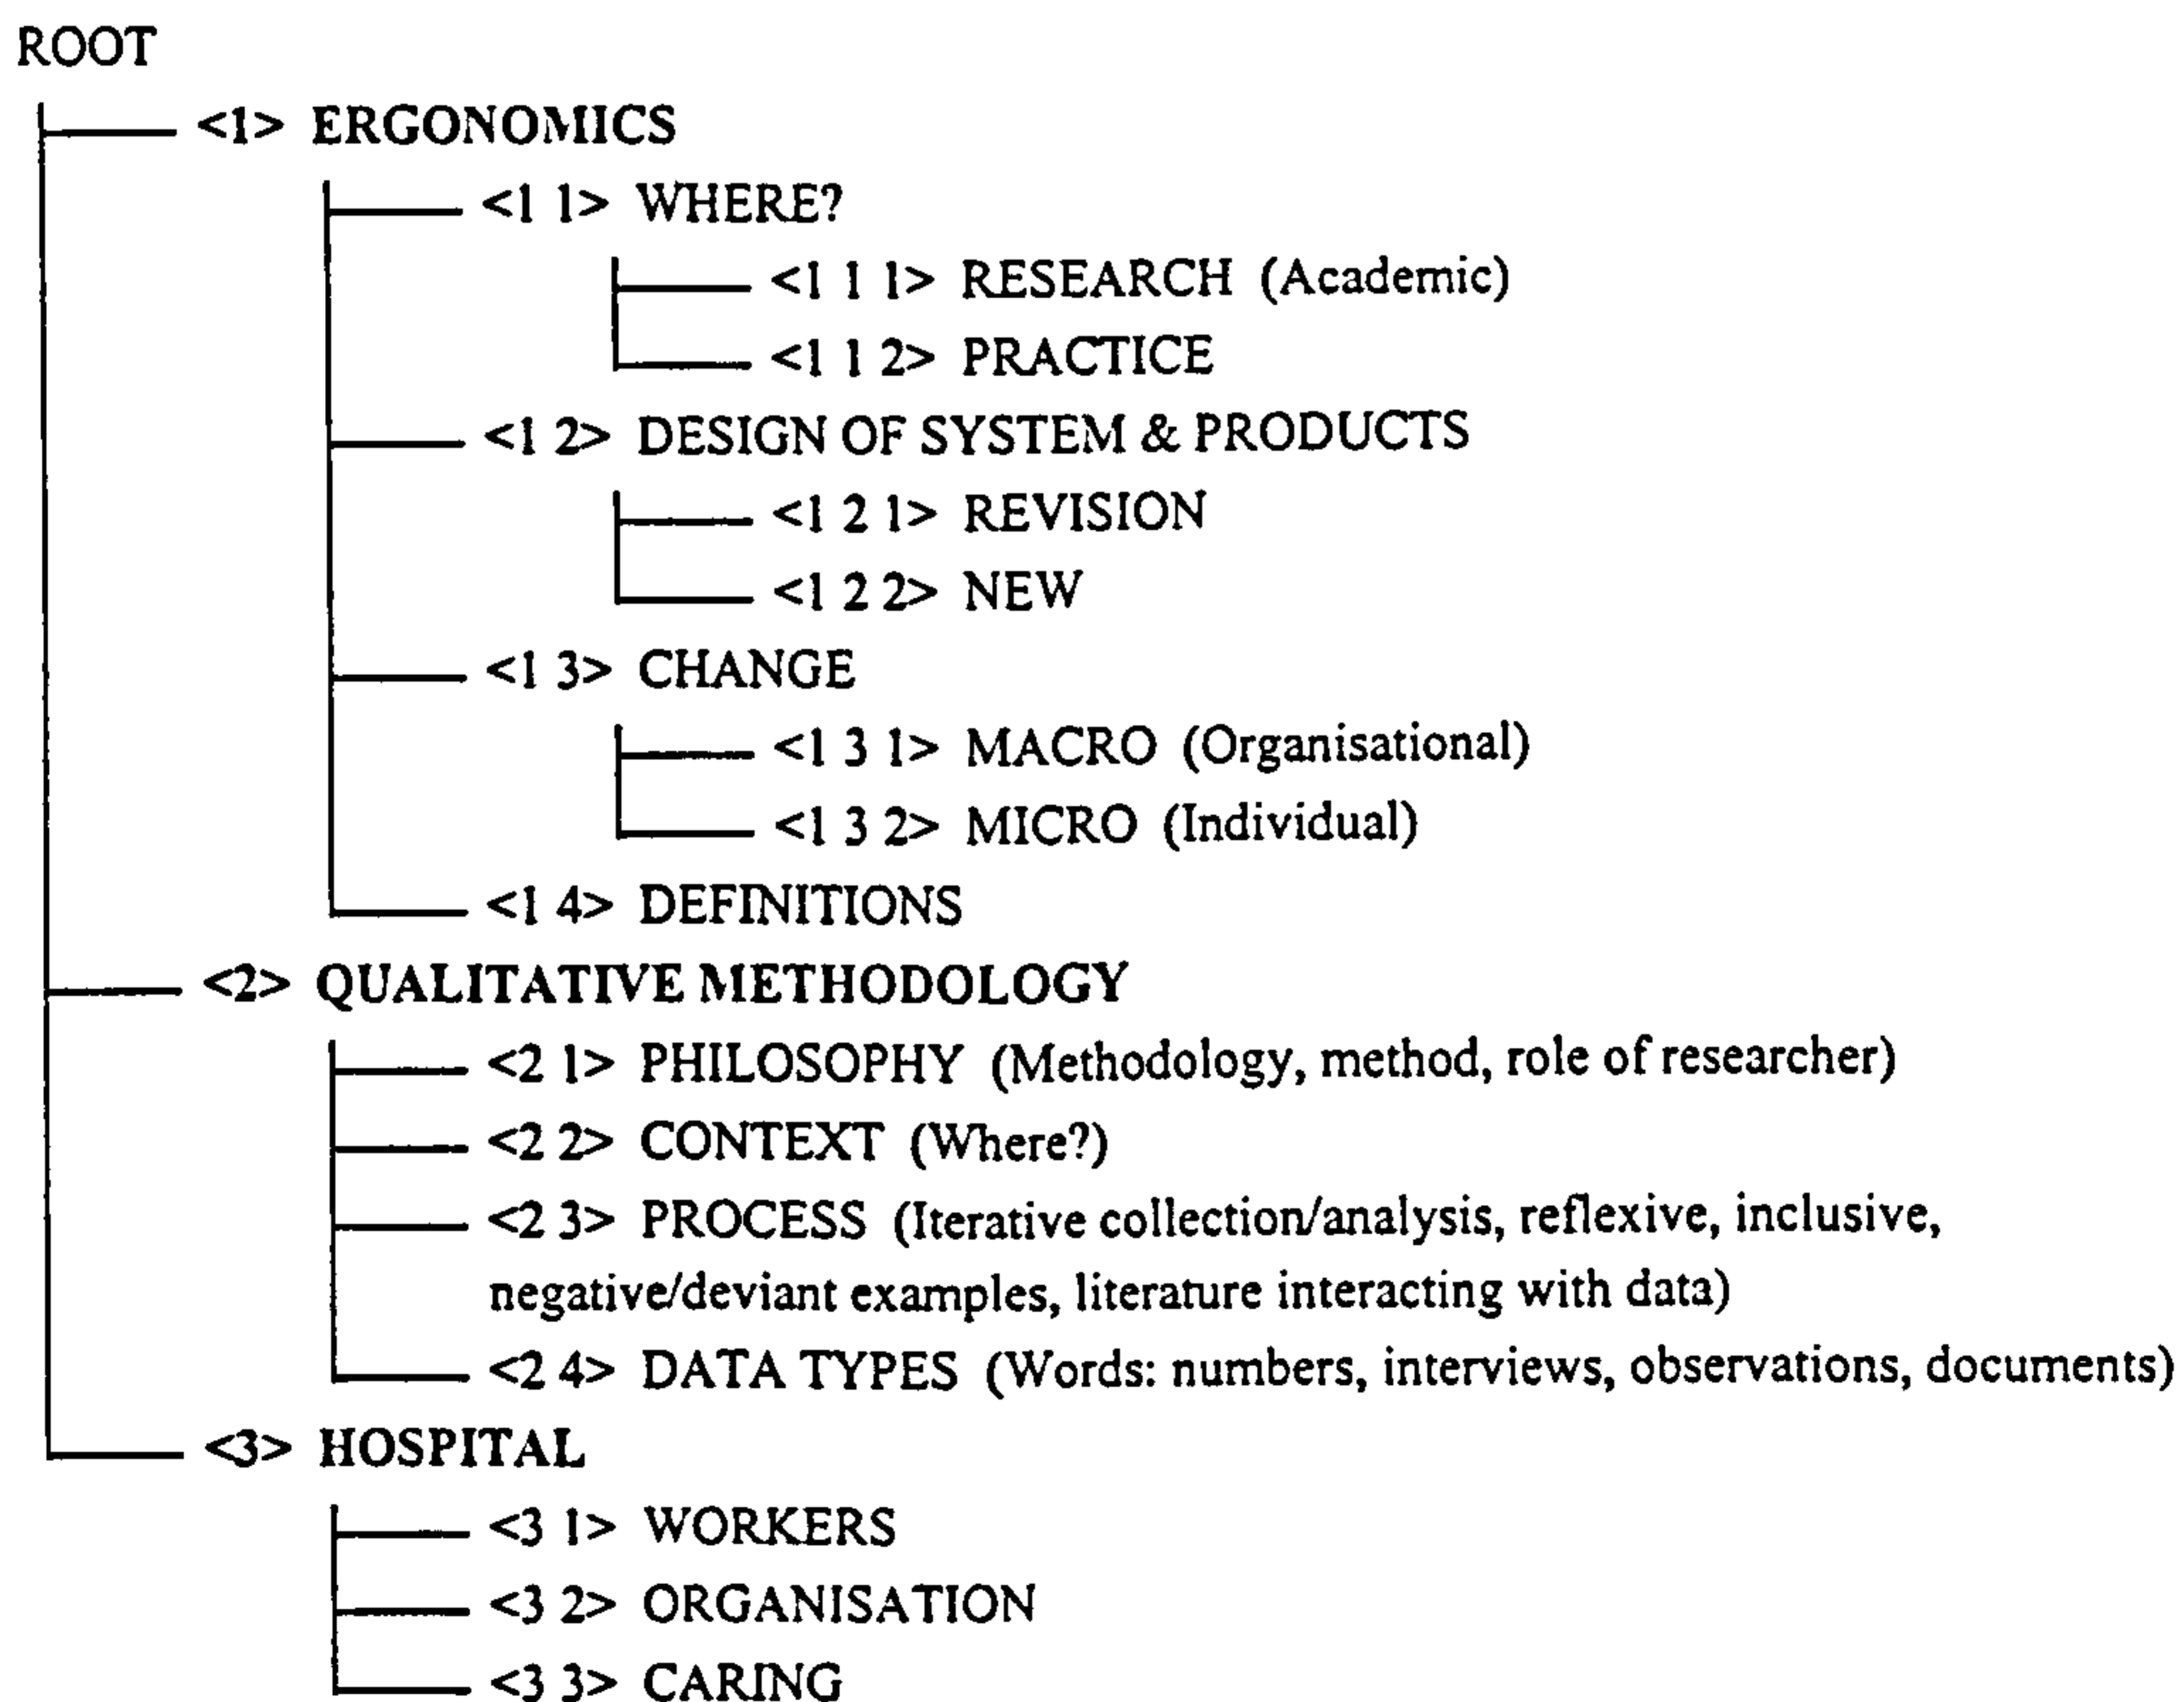 ROOT
<1> ERGONOMICS
<1 1> WHERE?
<1 1 1> RESEARCH (Academic)
<1 1 2> PRACTICE
<1 2> DESIGN OF SYSTEM & PRODUCTS
<1 2 1> REVISION
<1 2 2> NEW
<1 3> CHANGE
<1 3 1> MACRO (Organisational)
<1 3 2> MICRO (Individual)
<1 4> DEFINITIONS
<2> QUALITATIVE METHODOLOGY
<2 1> PHILOSOPHY (Methodology, method, role of researcher)
<2 2> CONTEXT (Where?)
<2 3> PROCESS (Iterative collection/analysis, reflexive, inclusive,
negative/deviant examples, literature interacting with data)
<2 4> DATA TYPES (Words: numbers, interviews, observations, documents)
<3> HOSPITAL
<3 1> WORKERS
<3 2> ORGANISATION
<3 3> CARING